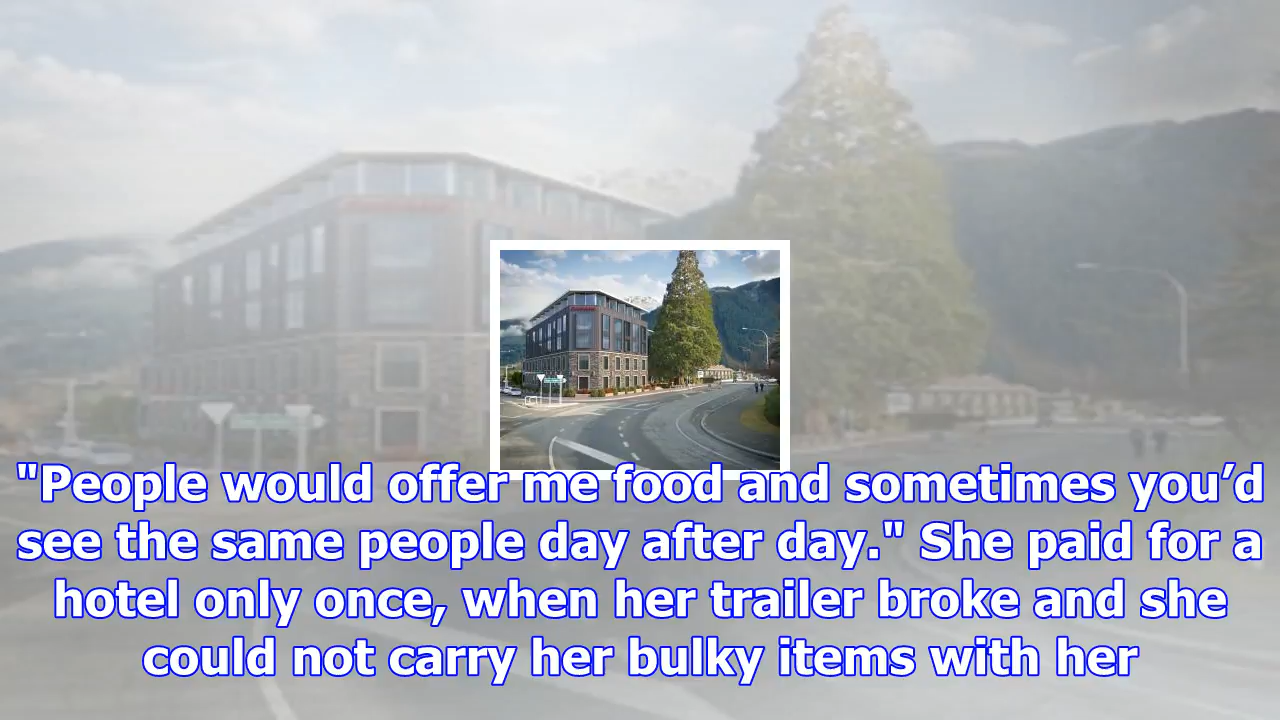 "People would offer me food and sometimes you’d
see the same people day after day." She paid for a
hotel only once, when her trailer broke and she
could not carry her bulky items with her